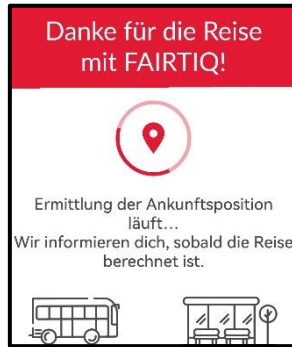 Danke für die Reise
mit FAIRTIQ!
Ermittlung der Ankunftsposition
läuft...
Wir informieren dich, sobald die Reise
berechnet ist.